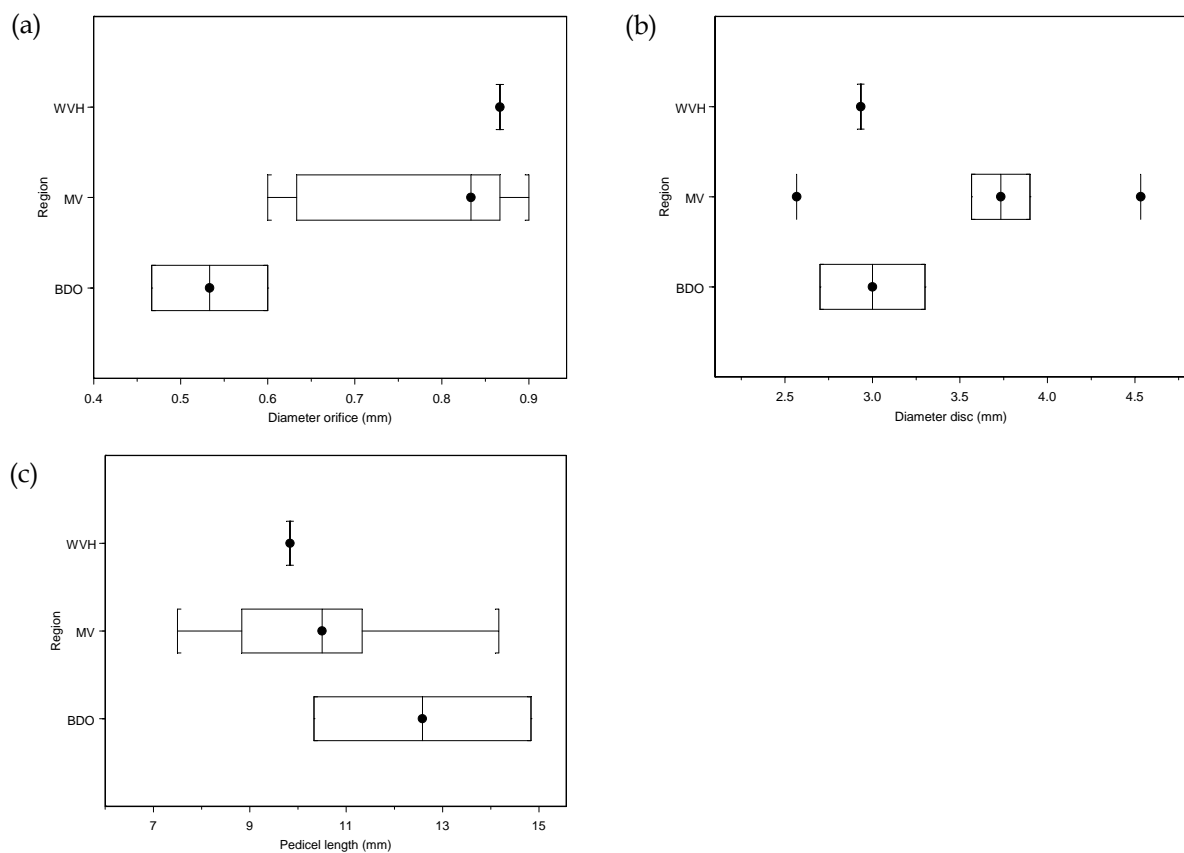 (a)
WVH
MV
BDO
Region
0.4 0.5 0.6 0.7 0.8 0.9
Diameter orifice (mm)
(b)
WVH
MV
BDO
Region
2.5 3.0 3.5 4.0 4.5
Diameter disc (mm)
(c)
WVH
MV
BDO
Region
7 9 11 13 15
Pedicel length (mm)